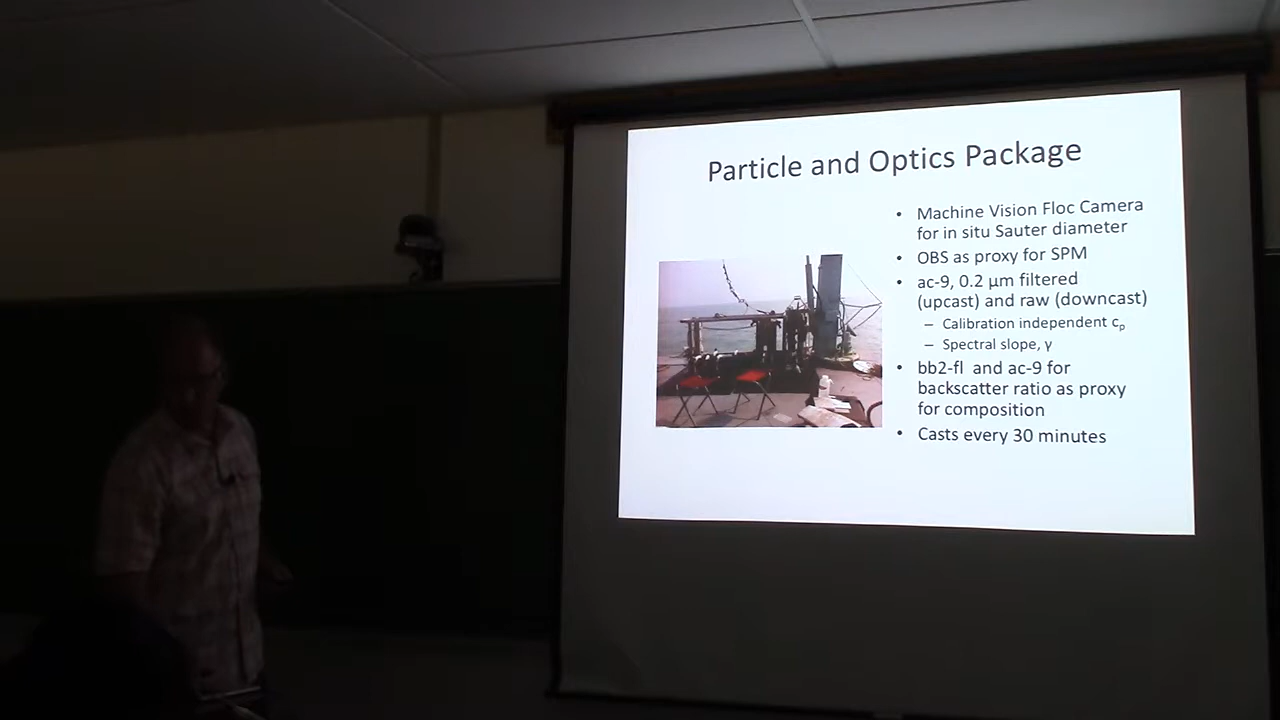 Particle and Optics Package
• Machine Vision Floc Camera
for in situ Sauter diameter
• OBS as proxy for SPM
• ac-9, 0.2 µm filtered
(upcast) and raw (downcast)
– Calibration independent cₚ
– Spectral slope, γ
• bb2-fl and ac-9 for
backscatter ratio as proxy
for composition
• Casts every 30 minutes